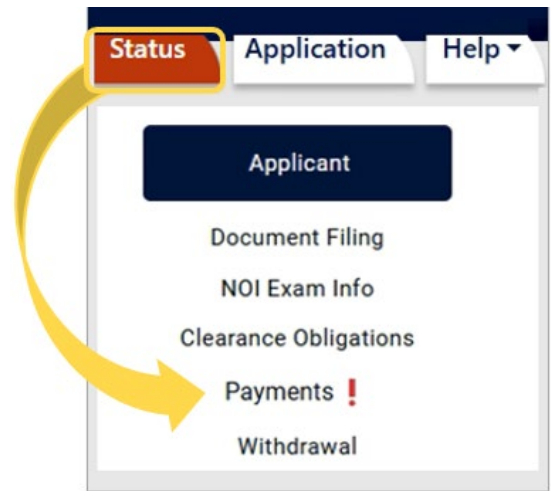 Status Application Help
Applicant
Document Filing
NOI Exam Info
Clearance Obligations
Payments❗
Withdrawal